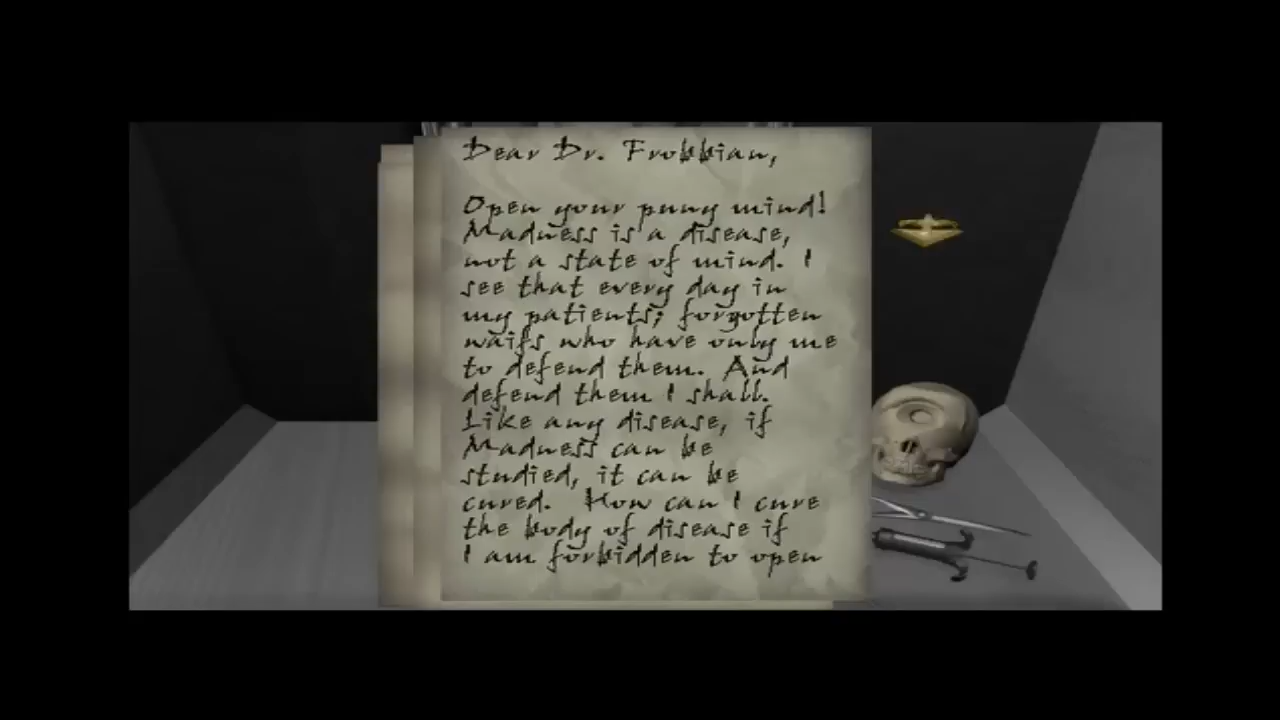 Dear Dr. Frobbian,
Open your puny mind!
Madness is a disease,
not a state of mind. I
see that every day in
my patients; forgotten
waifs who have only me
to defend them. And
defend them I shall.
Like any disease, if
Madness can be
studied, it can be
cured. How can I cure
the body of disease if
I am forbidden to open